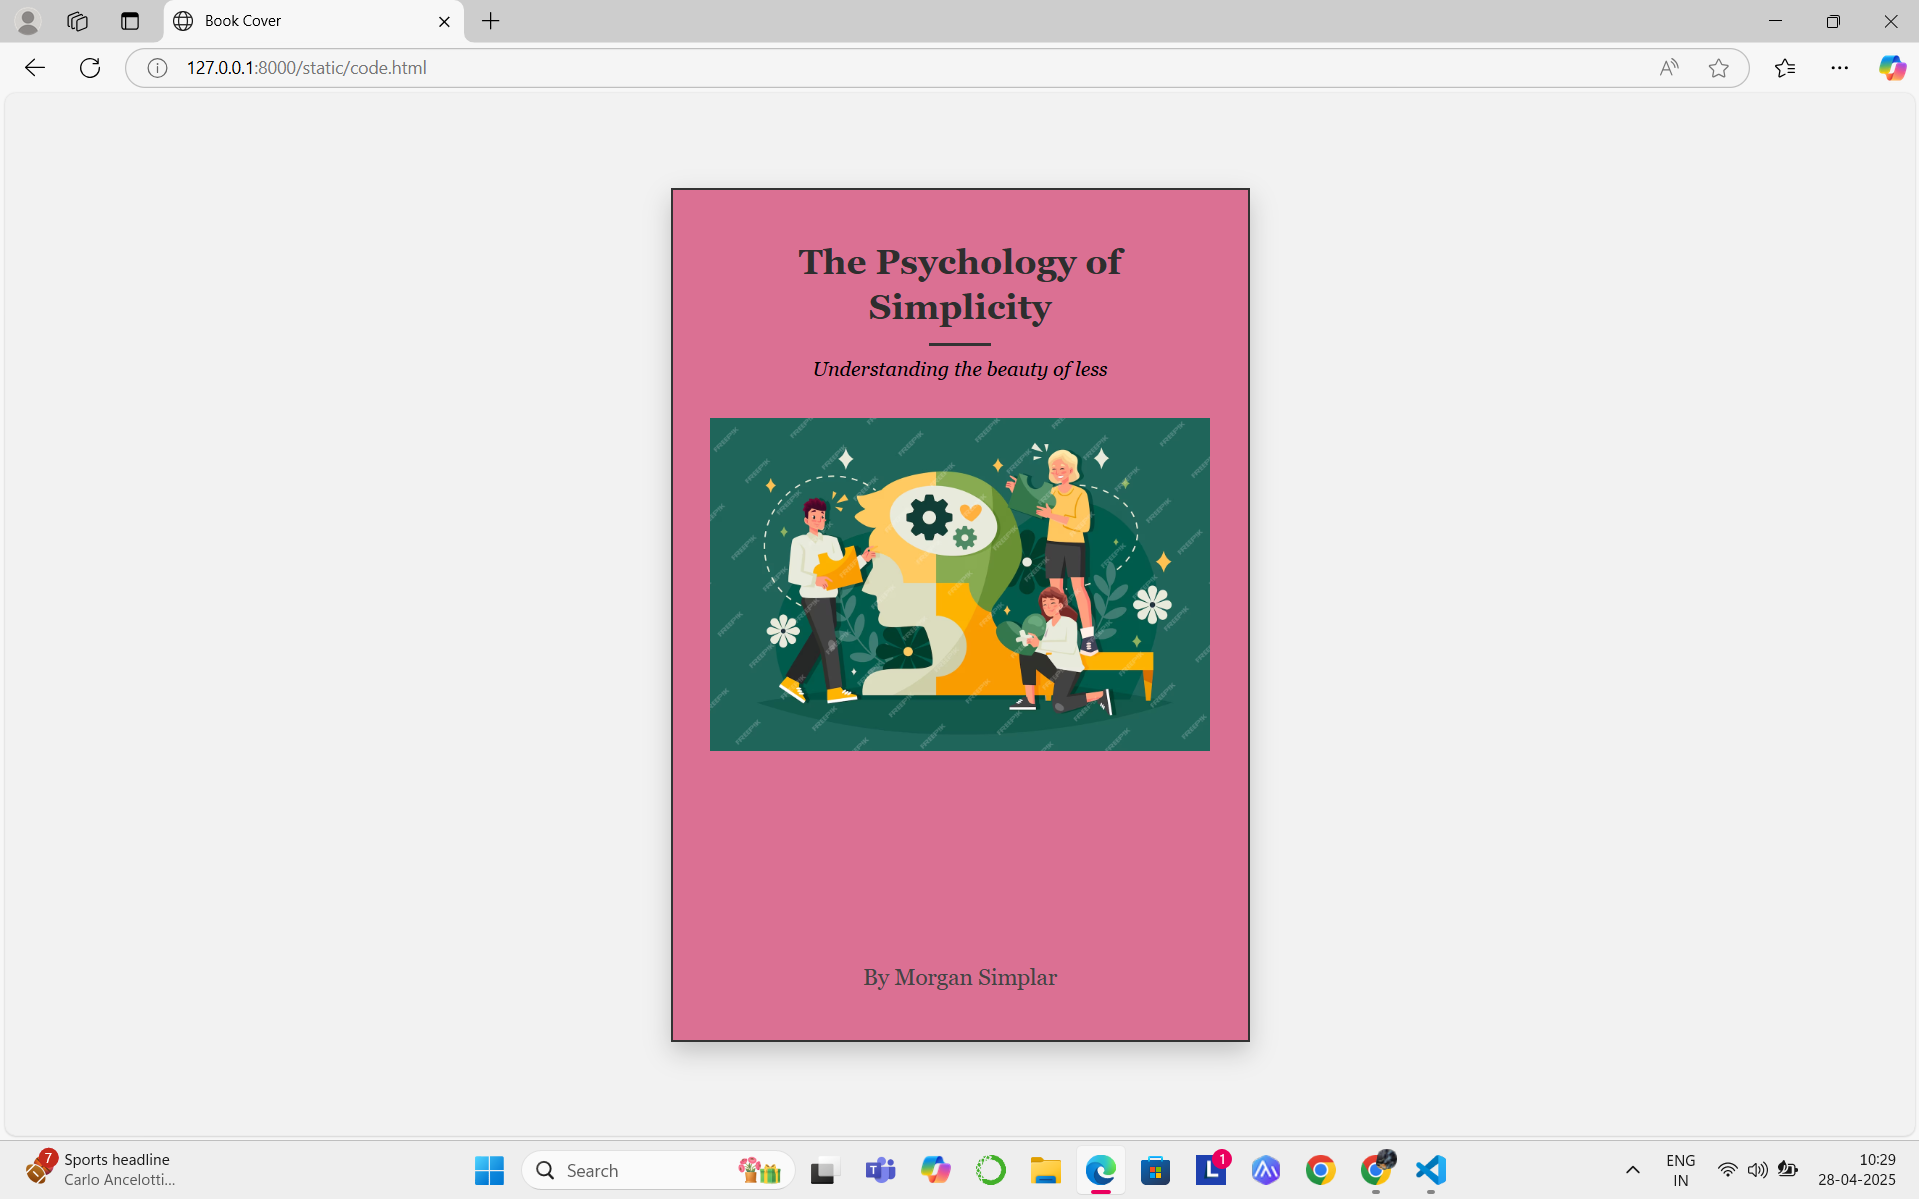 Book Cover
127.0.0.1:8000/static/code.html
The Psychology of
Simplicity
Understanding the beauty of less
FREEPIK
By Morgan Simplar
7
Sports headline
Carlo Ancelotti...
Search
L
1
ENG
IN
10:29
28-04-2025